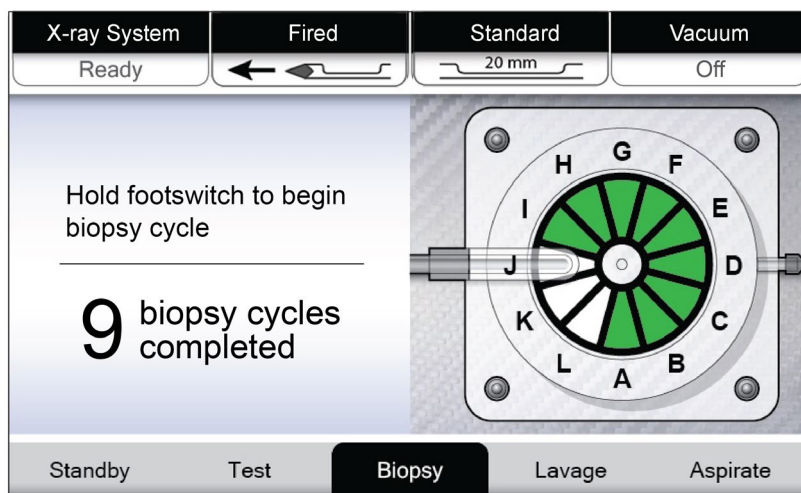 X-ray System
Fired
Standard
Vacuum
Ready
20 mm
Off
Hold footswitch to begin
biopsy cycle
9 biopsy cycles
completed
G
H
F
I
E
J
D
K
C
L
B
A
Standby
Test
Biopsy
Lavage
Aspirate